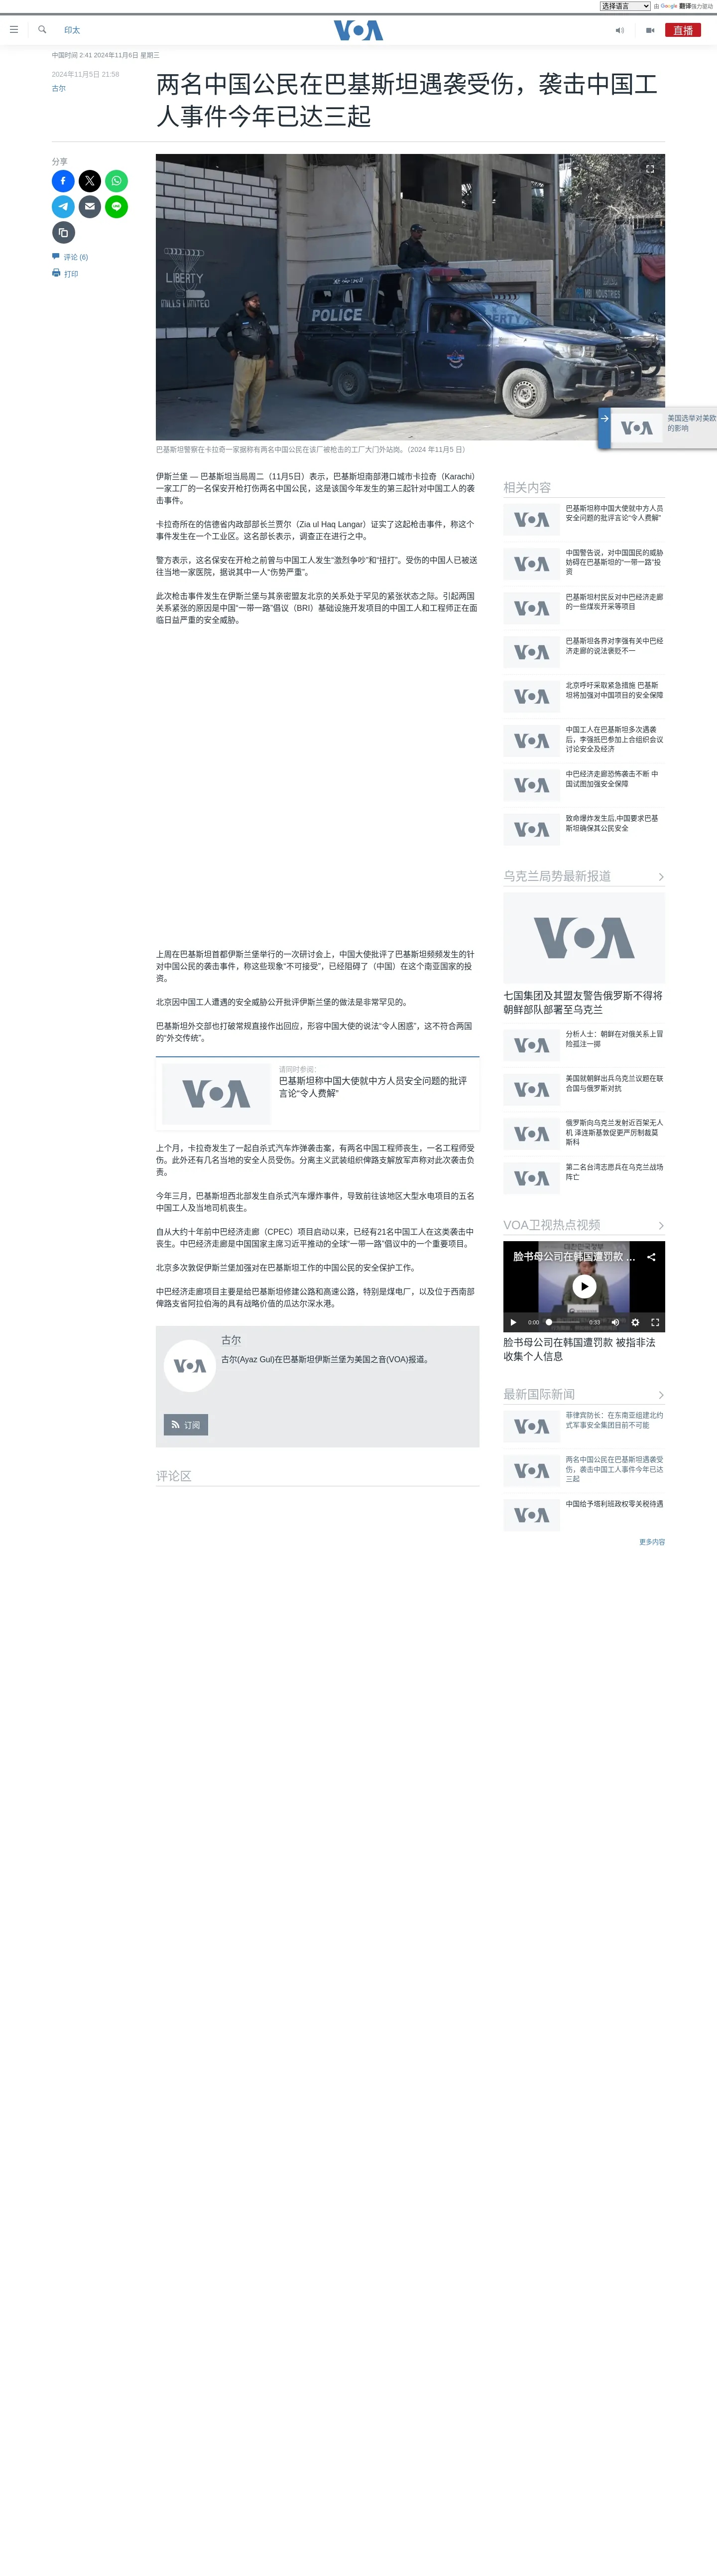 选择语言 由 Google 翻译强力驱动
印太
VOA
直播
中国时间 2:41 2024年11月6日 星期三
2024年11月5日 21:58
古尔
两名中国公民在巴基斯坦遇袭受伤，袭击中国工
人事件今年已达三起
分享
评论 (6)
打印
LIBERTY
MILLS LIMITED
POLICE
巴基斯坦警察在卡拉奇一家据称有两名中国公民在该厂被枪击的工厂大门外站岗。（2024 年11月5 日）
美国选举对美欧
的影响
伊斯兰堡 — 巴基斯坦当局周二（11月5日）表示，巴基斯坦南部港口城市卡拉奇（Karachi）
一家工厂的一名保安开枪打伤两名中国公民，这是该国今年发生的第三起针对中国工人的袭
击事件。
卡拉奇所在的信德省内政部部长兰贾尔（Zia ul Haq Langar）证实了这起枪击事件，称这个
事件发生在一个工业区。这名部长表示，调查正在进行之中。
警方表示，这名保安在开枪之前曾与中国工人发生“激烈争吵”和“扭打”。受伤的中国人已被送
往当地一家医院，据说其中一人“伤势严重”。
此次枪击事件发生在伊斯兰堡与其亲密盟友北京的关系处于罕见的紧张状态之际。引起两国
关系紧张的原因是中国“一带一路”倡议（BRI）基础设施开发项目的中国工人和工程师正在面
临日益严重的安全威胁。
上周在巴基斯坦首都伊斯兰堡举行的一次研讨会上，中国大使批评了巴基斯坦频频发生的针
对中国公民的袭击事件，称这些现象“不可接受”，已经阻碍了（中国）在这个南亚国家的投
资。
北京因中国工人遭遇的安全威胁公开批评伊斯兰堡的做法是非常罕见的。
巴基斯坦外交部也打破常规直接作出回应，形容中国大使的说法“令人困惑”，这不符合两国
的“外交传统”。
请同时参阅：
巴基斯坦称中国大使就中方人员安全问题的批评
言论“令人费解”
上个月，卡拉奇发生了一起自杀式汽车炸弹袭击案，有两名中国工程师丧生，一名工程师受
伤。此外还有几名当地的安全人员受伤。分离主义武装组织俾路支解放军声称对此次袭击负
责。
今年三月，巴基斯坦西北部发生自杀式汽车爆炸事件，导致前往该地区大型水电项目的五名
中国工人及当地司机丧生。
自从大约十年前中巴经济走廊（CPEC）项目启动以来，已经有21名中国工人在这类袭击中
丧生。中巴经济走廊是中国国家主席习近平推动的全球“一带一路”倡议中的一个重要项目。
北京多次敦促伊斯兰堡加强对在巴基斯坦工作的中国公民的安全保护工作。
中巴经济走廊项目主要是给巴基斯坦修建公路和高速公路，特别是煤电厂，以及位于西南部
俾路支省阿拉伯海的具有战略价值的瓜达尔深水港。
古尔
古尔(Ayaz Gul)在巴基斯坦伊斯兰堡为美国之音(VOA)报道。
订阅
评论区
相关内容
巴基斯坦称中国大使就中方人员
安全问题的批评言论“令人费解”
中国警告说，对中国国民的威胁
妨碍在巴基斯坦的“一带一路”投
资
巴基斯坦村民反对中巴经济走廊
的一些煤炭开采等项目
巴基斯坦各界对李强有关中巴经
济走廊的说法褒贬不一
北京呼吁采取紧急措施 巴基斯
坦将加强对中国项目的安全保障
中国工人在巴基斯坦多次遇袭
后，李强抵巴参加上合组织会议
讨论安全及经济
中巴经济走廊恐怖袭击不断 中
国试图加强安全保障
致命爆炸发生后,中国要求巴基
斯坦确保其公民安全
乌克兰局势最新报道
七国集团及其盟友警告俄罗斯不得将
朝鲜部队部署至乌克兰
分析人士：朝鲜在对俄关系上冒
险孤注一掷
美国就朝鲜出兵乌克兰议题在联
合国与俄罗斯对抗
俄罗斯向乌克兰发射近百架无人
机 泽连斯基敦促更严厉制裁莫
斯科
第二名台湾志愿兵在乌克兰战场
阵亡
VOA卫视热点视频
脸书母公司在韩国遭罚款 ...
0:00 0:33
脸书母公司在韩国遭罚款 被指非法
收集个人信息
最新国际新闻
菲律宾防长：在东南亚组建北约
式军事安全集团目前不可能
两名中国公民在巴基斯坦遇袭受
伤，袭击中国工人事件今年已达
三起
中国给予塔利班政权零关税待遇
更多内容